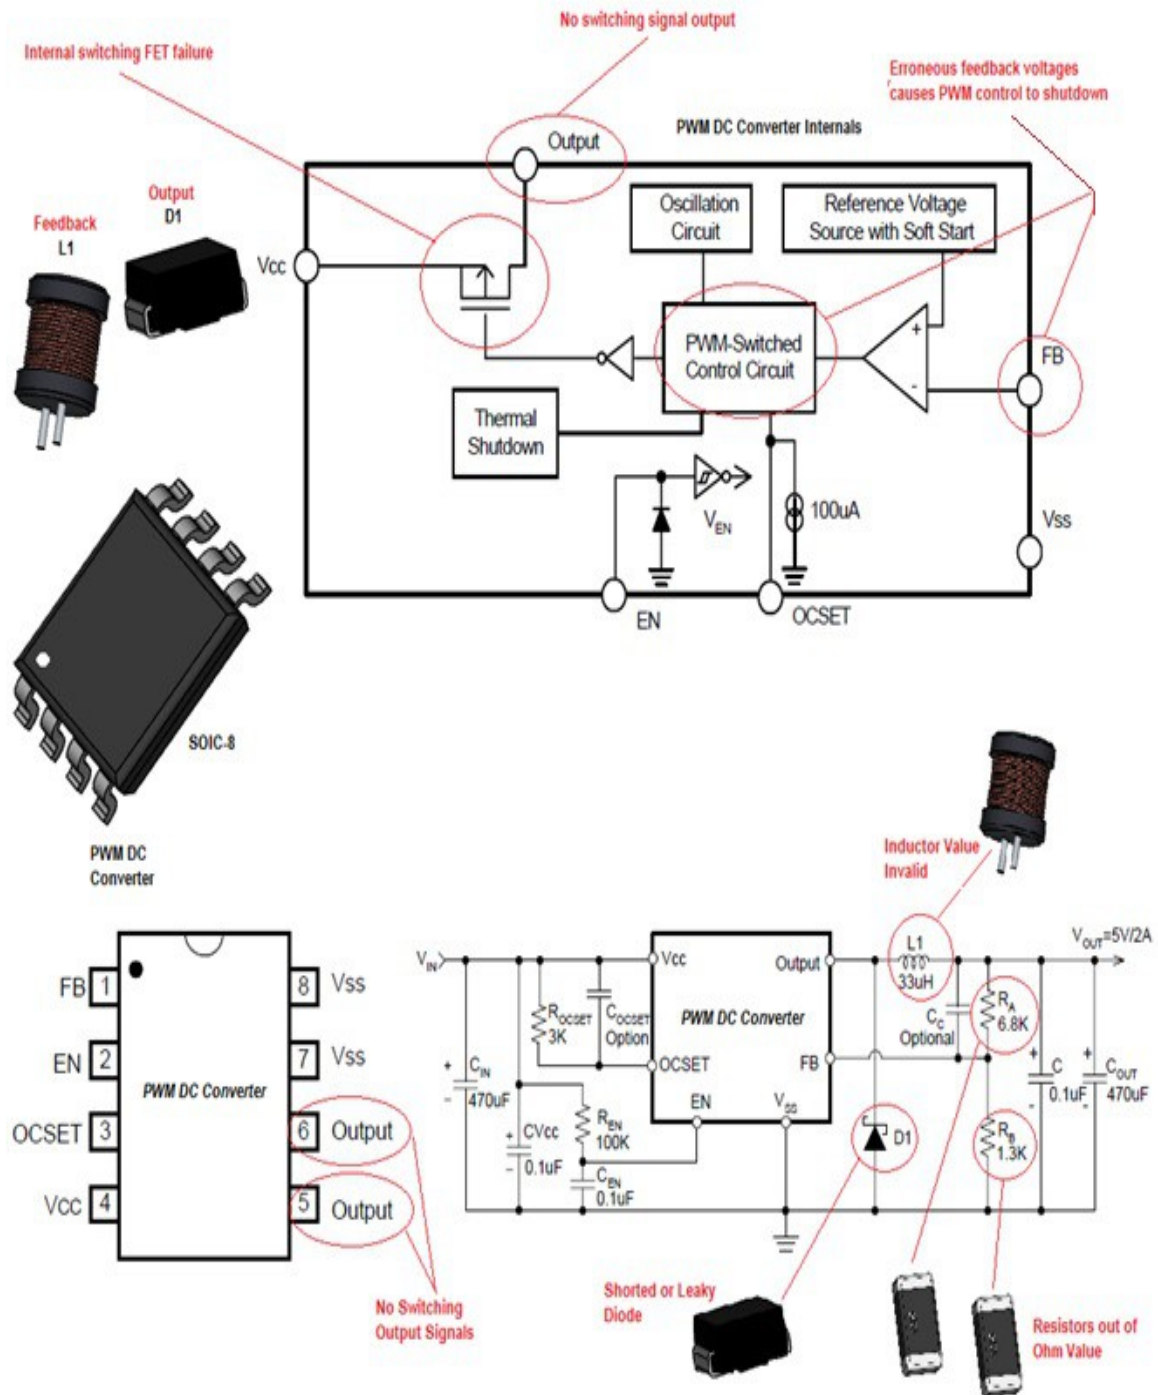 No switching signal output
Internal switching FET failure
Erroneous feedback voltages
causes PWM control to shutdown
PWM DC Converter Internals
Output
Output
D1
Feedback
L1
Vcc
Oscillation
Circuit
Reference Voltage
Source with Soft Start
+
-
PWM-Switched
Control Circuit
FB
Thermal
Shutdown
VEN
100uA
Vss
EN
OCSET
SOIC-8
PWM DC
Converter
Inductor Value
Invalid
FB 1
EN 2
OCSET 3
Vcc 4
PWM DC Converter
8 Vss
7 Vss
6 Output
5 Output
No Switching
Output Signals
VIN
Vcc
Output
PWM DC Converter
OCSET
FB
EN
Vss
L1
33uH
VOUT=5V/2A
ROCSET
3K
COCSET
Option
+
CIN
-
470uF
+
CVcc
-
0.1uF
REN
100K
CEN
0.1uF
CC
Optional
RA
6.8K
D1
RB
1.3K
+
C
0.1uF
-
+
COUT
470uF
-
Shorted or Leaky
Diode
Resistors out of
Ohm Value